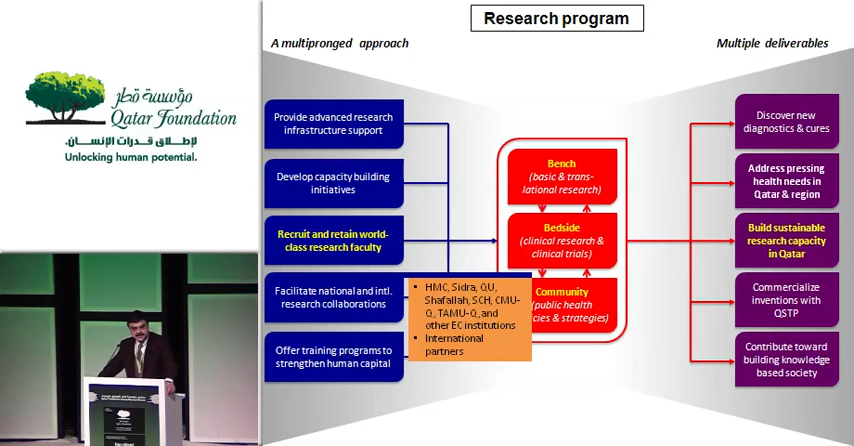 مؤسسة قطر
Qatar Foundation
لإطلاق قدرات الإنسان.
Unlocking human potential.
Research program
A multipronged approach
Multiple deliverables
Provide advanced research
infrastructure support
Develop capacity building
initiatives
Recruit and retain world-
class research faculty
Facilitate national and intl.
research collaborations
Offer training programs to
strengthen human capital
Bench
(basic & trans-
lational research)
Bedside
(clinical research &
clinical trials)
Community
(public health
icies & strategies)
▪ HMC, Sidra, QU,
Shafallah, SCH, CMU-
Q, TAMU-Q, and
other EC institutions
▪ International
partners
Discover new
diagnostics & cures
Address pressing
health needs in
Qatar & region
Build sustainable
research capacity
in Qatar
Commercialize
inventions with
QSTP
Contribute toward
building knowledge
based society